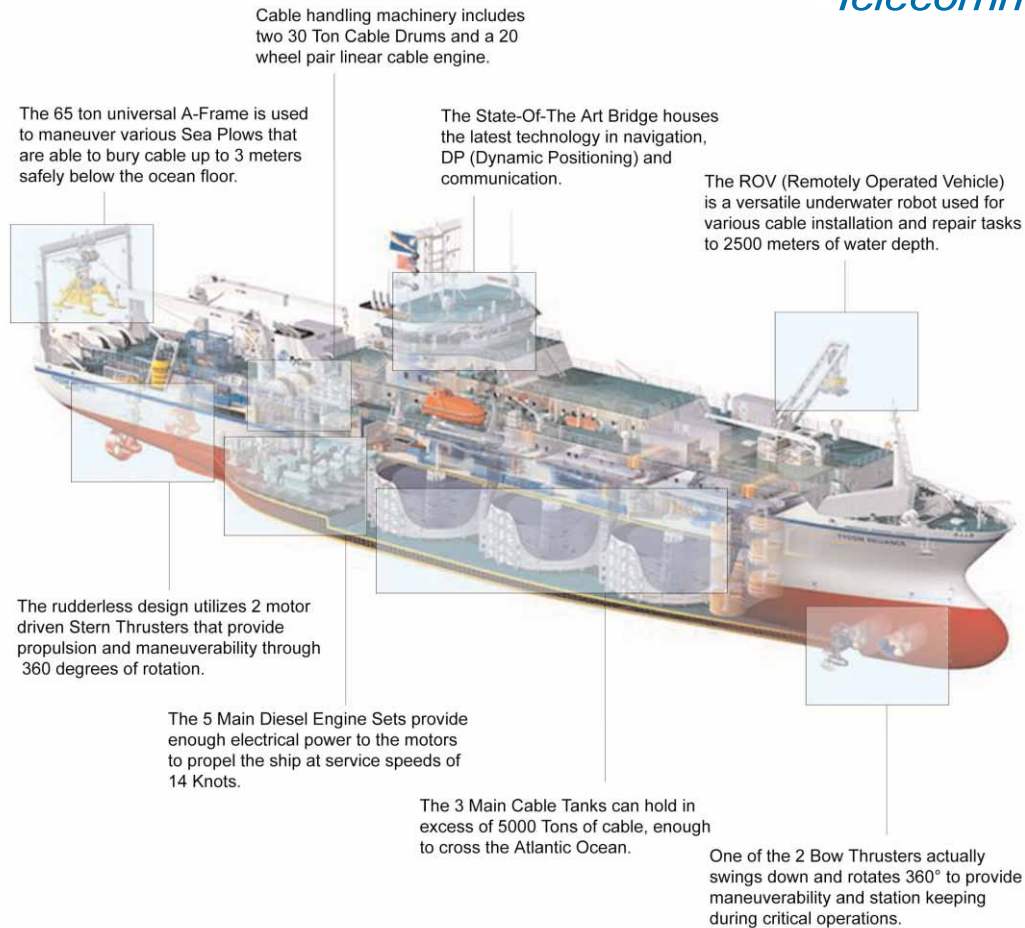 Cable handling machinery includes
two 30 Ton Cable Drums and a 20
wheel pair linear cable engine.
The 65 ton universal A-Frame is used
to maneuver various Sea Plows that
are able to bury cable up to 3 meters
safely below the ocean floor.
The State-Of-The Art Bridge houses
the latest technology in navigation,
DP (Dynamic Positioning) and
communication.
The ROV (Remotely Operated Vehicle)
is a versatile underwater robot used for
various cable installation and repair tasks
to 2500 meters of water depth.
TYCOM RELIANCE
The rudderless design utilizes 2 motor
driven Stern Thrusters that provide
propulsion and maneuverability through
360 degrees of rotation.
The 5 Main Diesel Engine Sets provide
enough electrical power to the motors
to propel the ship at service speeds of
14 Knots.
The 3 Main Cable Tanks can hold in
excess of 5000 Tons of cable, enough
to cross the Atlantic Ocean.
One of the 2 Bow Thrusters actually
swings down and rotates 360° to provide
maneuverability and station keeping
during critical operations.